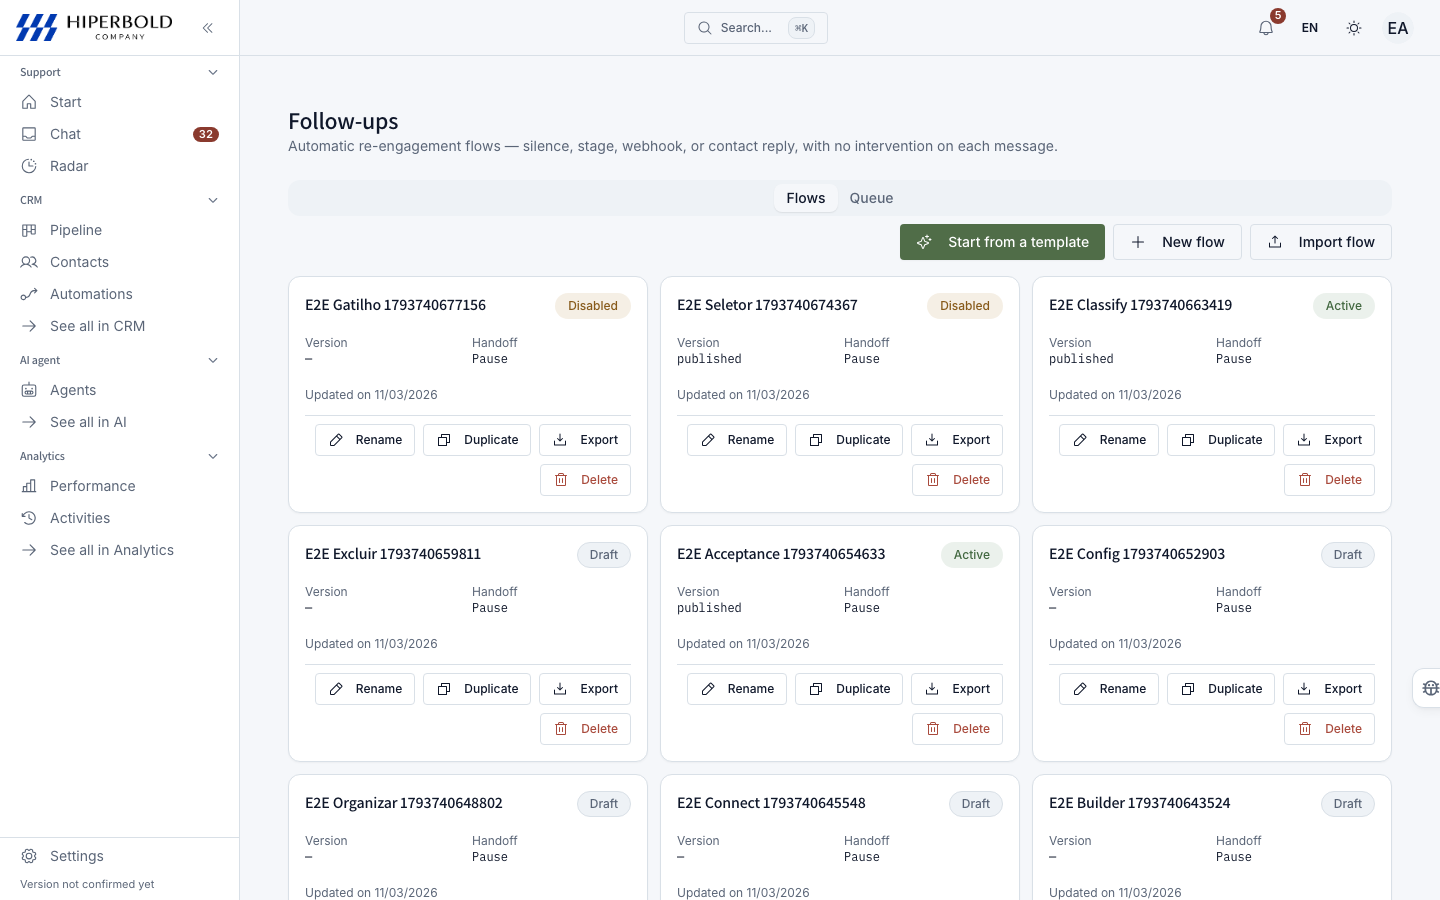 HIPERBOLD
COMPANY
Search...
⌘K
5
EN
EA
Support
Start
Chat
32
Radar
CRM
Pipeline
Contacts
Automations
See all in CRM
AI agent
Agents
See all in AI
Analytics
Performance
Activities
See all in Analytics
Settings
Version not confirmed yet
Follow-ups
Automatic re-engagement flows — silence, stage, webhook, or contact reply, with no intervention on each message.
Flows
Queue
Start from a template
New flow
Import flow
E2E Gatilho 1793740677156
Disabled
Version
Handoff
—
Pause
Updated on 11/03/2026
Rename
Duplicate
Export
Delete
E2E Seletor 1793740674367
Disabled
Version
Handoff
published
Pause
Updated on 11/03/2026
Rename
Duplicate
Export
Delete
E2E Classify 1793740663419
Active
Version
Handoff
published
Pause
Updated on 11/03/2026
Rename
Duplicate
Export
Delete
E2E Excluir 1793740659811
Draft
Version
Handoff
—
Pause
Updated on 11/03/2026
Rename
Duplicate
Export
Delete
E2E Acceptance 1793740654633
Active
Version
Handoff
published
Pause
Updated on 11/03/2026
Rename
Duplicate
Export
Delete
E2E Config 1793740652903
Draft
Version
Handoff
—
Pause
Updated on 11/03/2026
Rename
Duplicate
Export
Delete
E2E Organizar 1793740648802
Draft
Version
Handoff
—
Pause
Updated on 11/03/2026
E2E Connect 1793740645548
Draft
Version
Handoff
—
Pause
Updated on 11/03/2026
E2E Builder 1793740643524
Draft
Version
Handoff
—
Pause
Updated on 11/03/2026